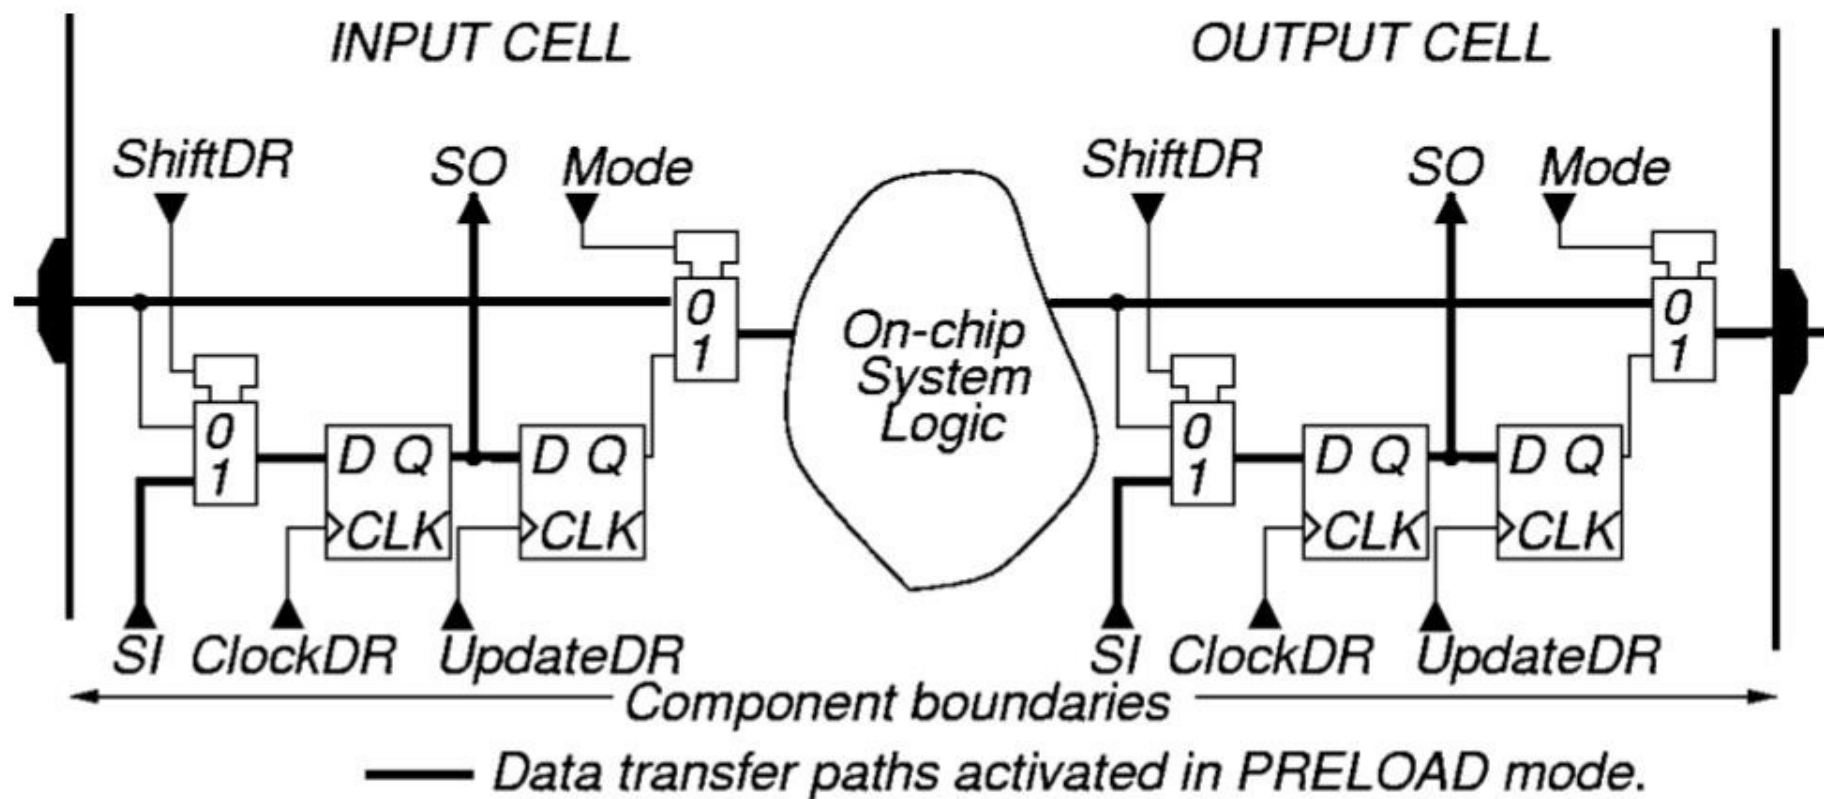 INPUT CELL
OUTPUT CELL
ShiftDR
SO
Mode
ShiftDR
SO
Mode
0
1
On-chip
System
Logic
0
1
0
1
D Q
CLK
D Q
CLK
0
1
D Q
CLK
D Q
CLK
SI
ClockDR
UpdateDR
SI
ClockDR
UpdateDR
Component boundaries
Data transfer paths activated in PRELOAD mode.